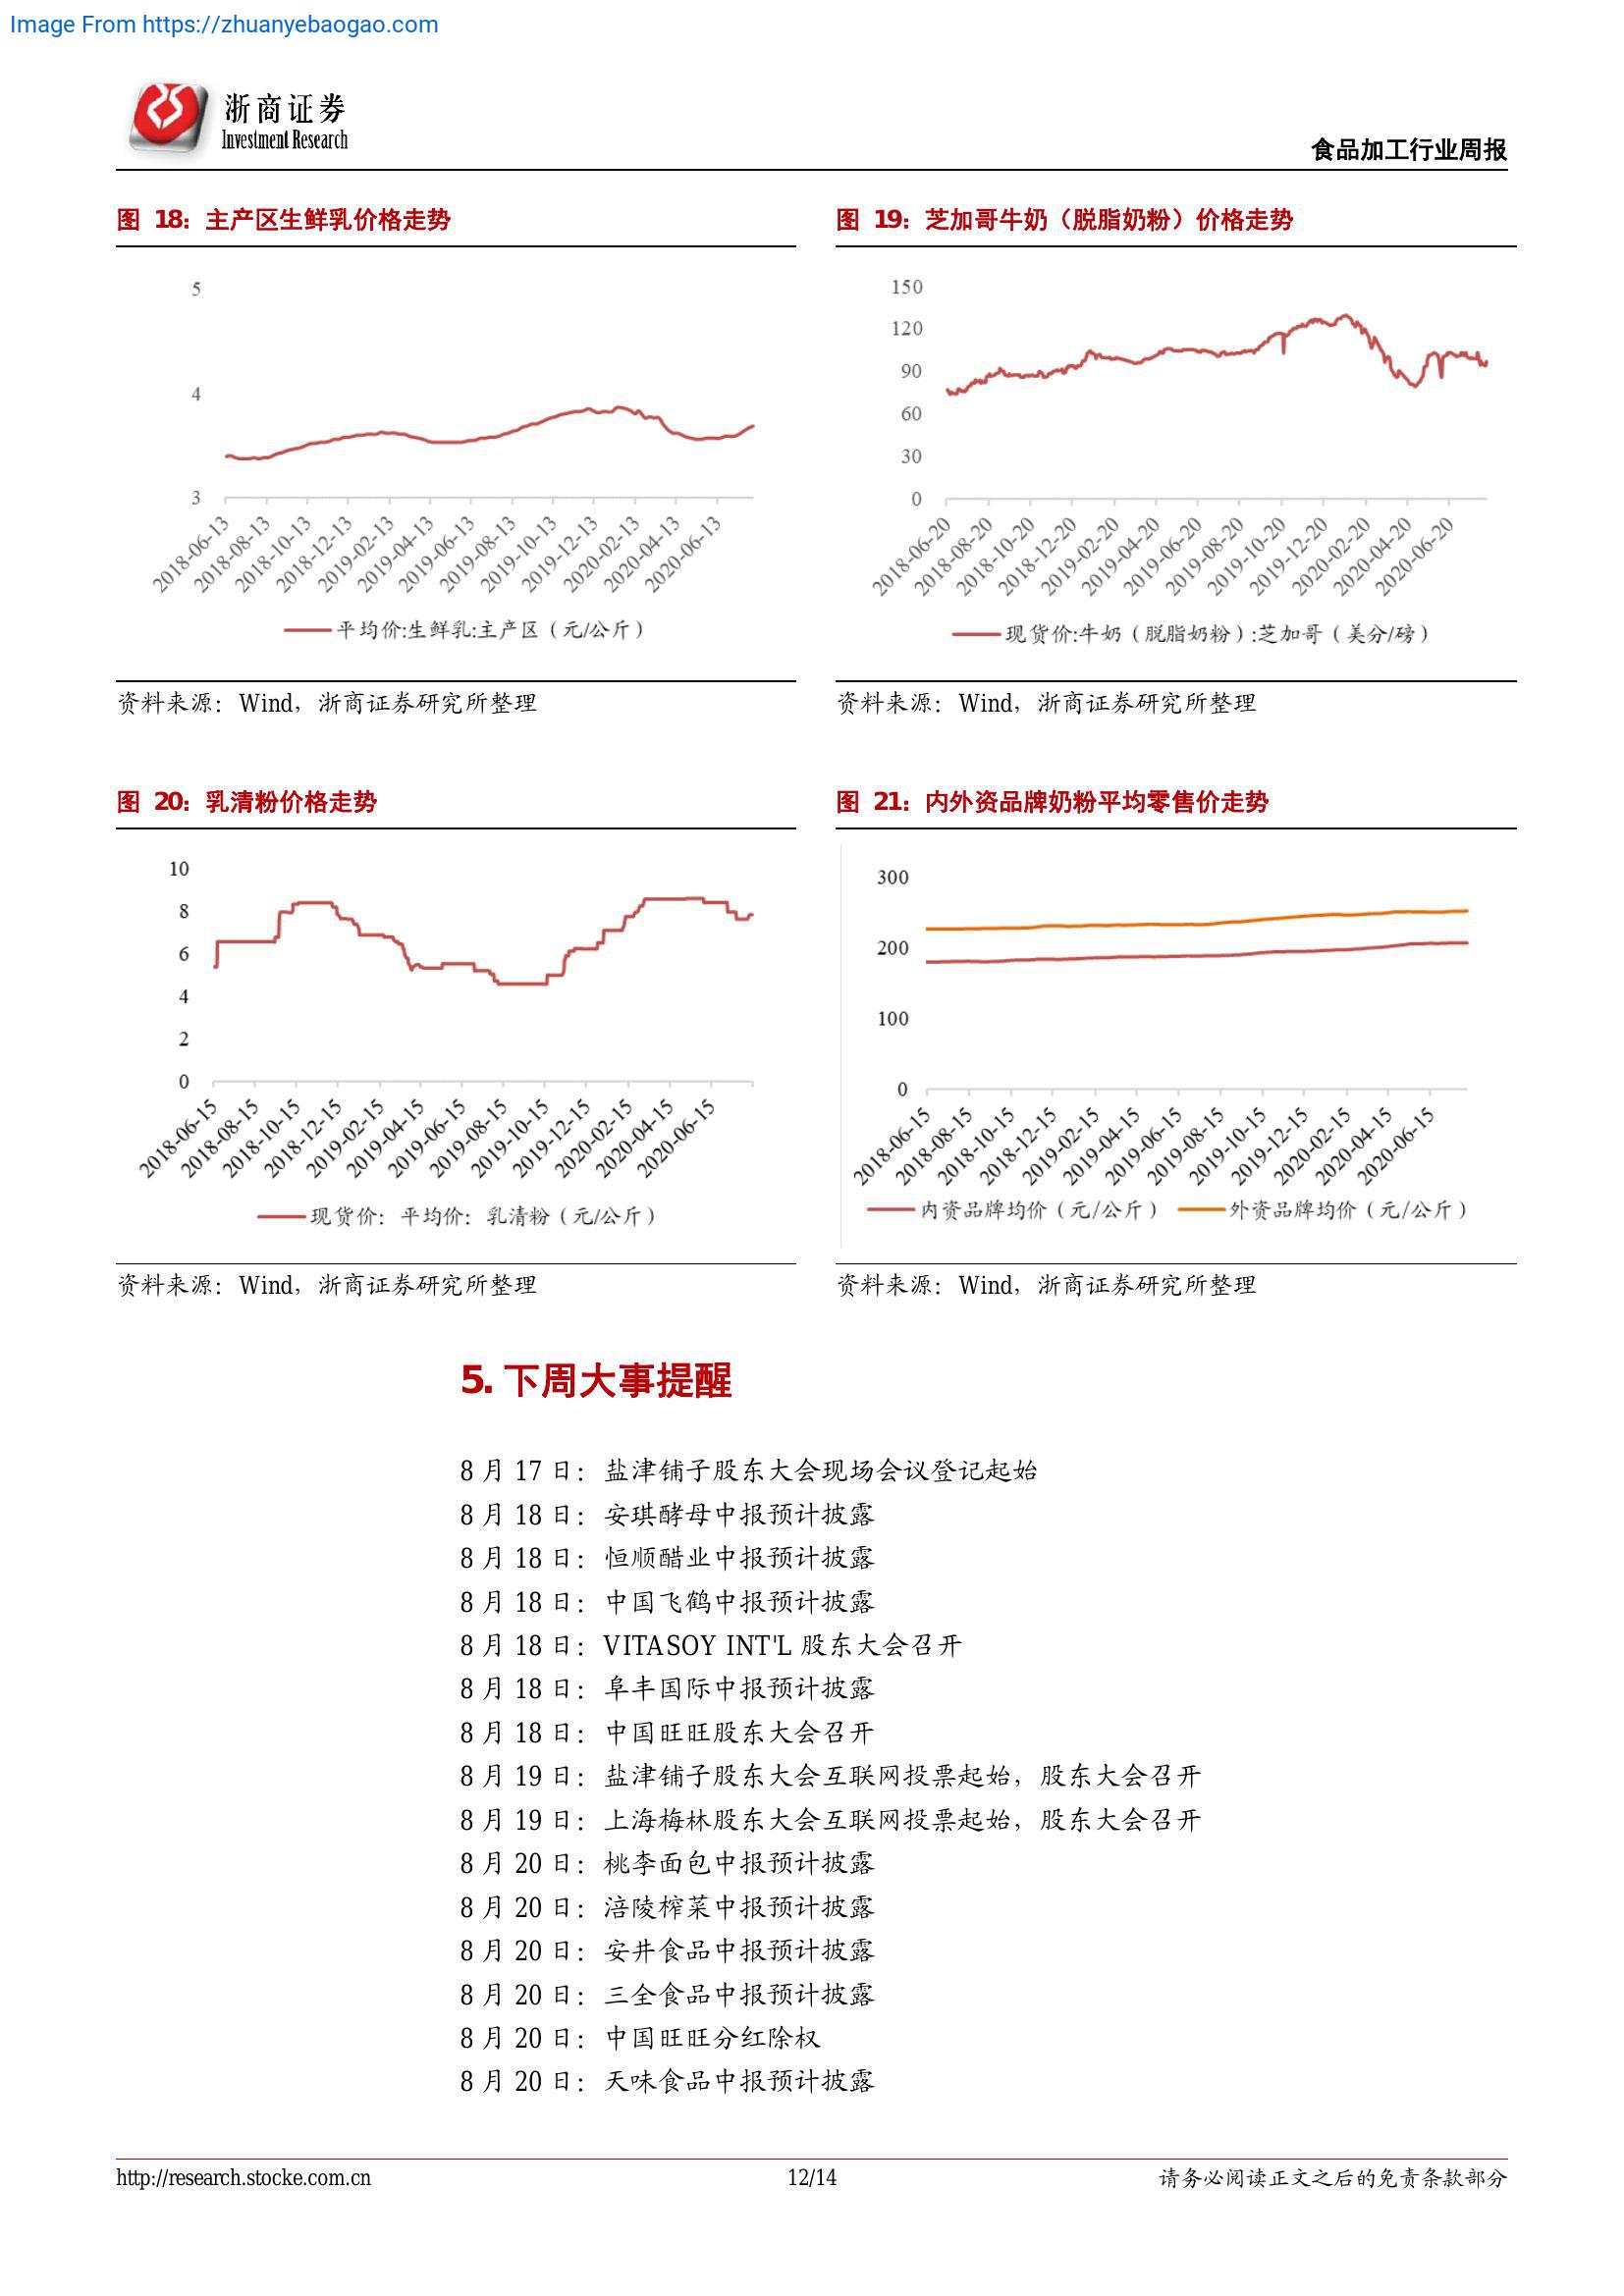 Image From https://zhuanyebaogao.com
浙商证券
Investment Research
食品加工行业周报
图 18：主产区生鲜乳价格走势
5
4
3
2018-06-13
2018-08-13
2018-10-13
2018-12-13
2019-02-13
2019-04-13
2019-06-13
2019-08-13
2019-10-13
2019-12-13
2020-02-13
2020-04-13
2020-06-13
平均价:生鲜乳:主产区（元/公斤）
资料来源：Wind，浙商证券研究所整理
图 19：芝加哥牛奶（脱脂奶粉）价格走势
150
120
90
60
30
0
2018-06-20
2018-08-20
2018-10-20
2018-12-20
2019-02-20
2019-04-20
2019-06-20
2019-08-20
2019-10-20
2019-12-20
2020-02-20
2020-04-20
2020-06-20
现货价:牛奶（脱脂奶粉）:芝加哥（美分/磅）
资料来源：Wind，浙商证券研究所整理
图 20：乳清粉价格走势
10
8
6
4
2
0
2018-06-15
2018-08-15
2018-10-15
2018-12-15
2019-02-15
2019-04-15
2019-06-15
2019-08-15
2019-10-15
2019-12-15
2020-02-15
2020-04-15
2020-06-15
现货价：平均价：乳清粉（元/公斤）
资料来源：Wind，浙商证券研究所整理
图 21：内外资品牌奶粉平均零售价走势
300
200
100
0
2018-06-15
2018-08-15
2018-10-15
2018-12-15
2019-02-15
2019-04-15
2019-06-15
2019-08-15
2019-10-15
2019-12-15
2020-02-15
2020-04-15
2020-06-15
内资品牌均价（元/公斤）
外资品牌均价（元/公斤）
资料来源：Wind，浙商证券研究所整理
5. 下周大事提醒
8 月 17 日：盐津铺子股东大会现场会议登记起始
8 月 18 日：安琪酵母中报预计披露
8 月 18 日：恒顺醋业中报预计披露
8 月 18 日：中国飞鹤中报预计披露
8 月 18 日：VITASOY INT'L 股东大会召开
8 月 18 日：阜丰国际中报预计披露
8 月 18 日：中国旺旺股东大会召开
8 月 19 日：盐津铺子股东大会互联网投票起始，股东大会召开
8 月 19 日：上海梅林股东大会互联网投票起始，股东大会召开
8 月 20 日：桃李面包中报预计披露
8 月 20 日：涪陵榨菜中报预计披露
8 月 20 日：安井食品中报预计披露
8 月 20 日：三全食品中报预计披露
8 月 20 日：中国旺旺分红除权
8 月 20 日：天味食品中报预计披露
http://research.stocke.com.cn
12/14
请务必阅读正文之后的免责条款部分